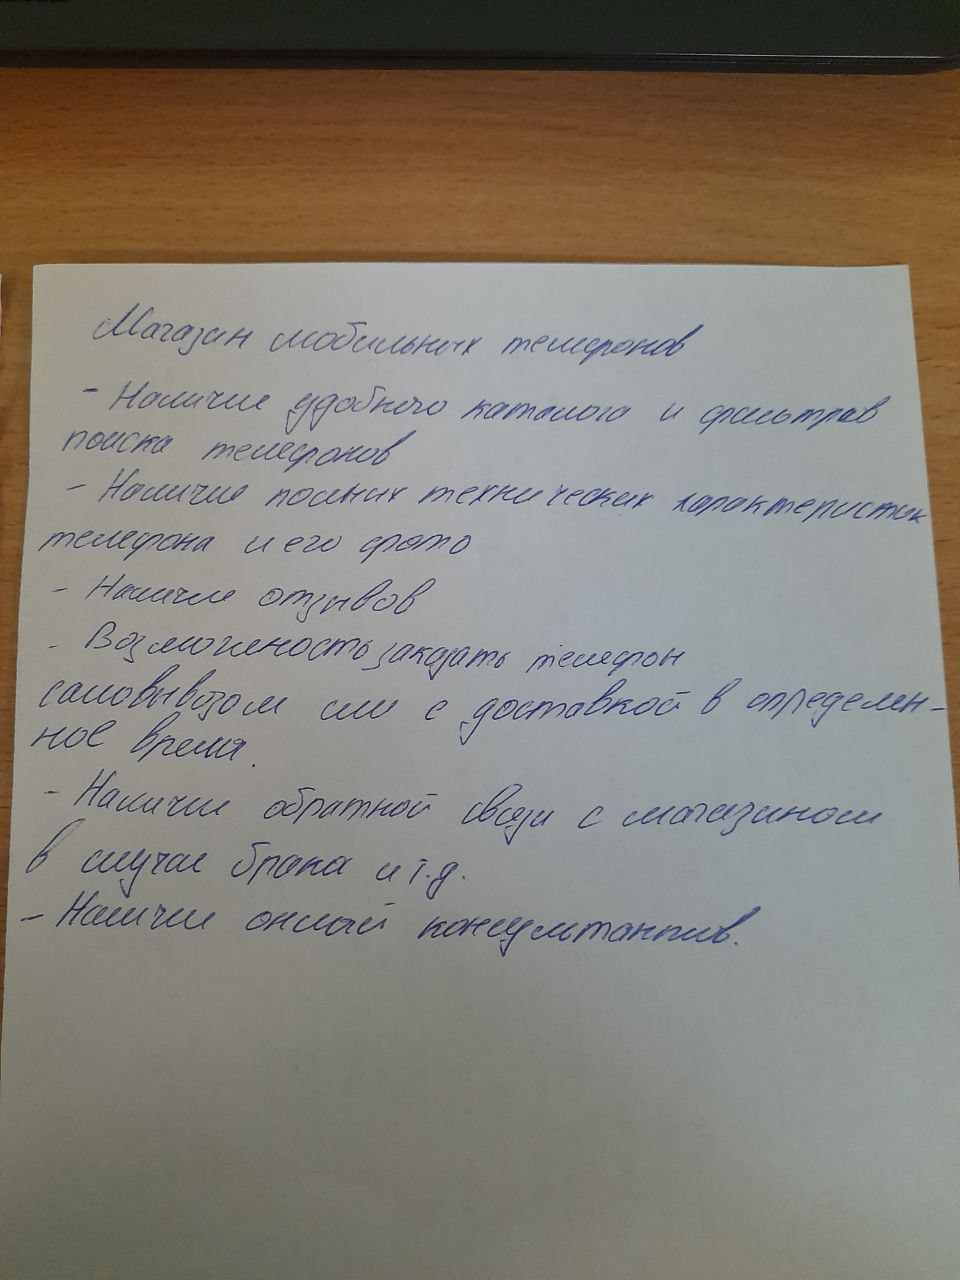 Магазин мобильных телефонов
- Наличие удобного каталога и фильтров
поиска телефонов
- Наличие полных технических характеристик
телефона и его фото
- Наличие отзывов
- Возможность заказать телефон
самовывозом или с доставкой в определен-
ное время.
- Наличие обратной связи с магазином
в случае брака и т.д.
- Наличие онлай консультантов.